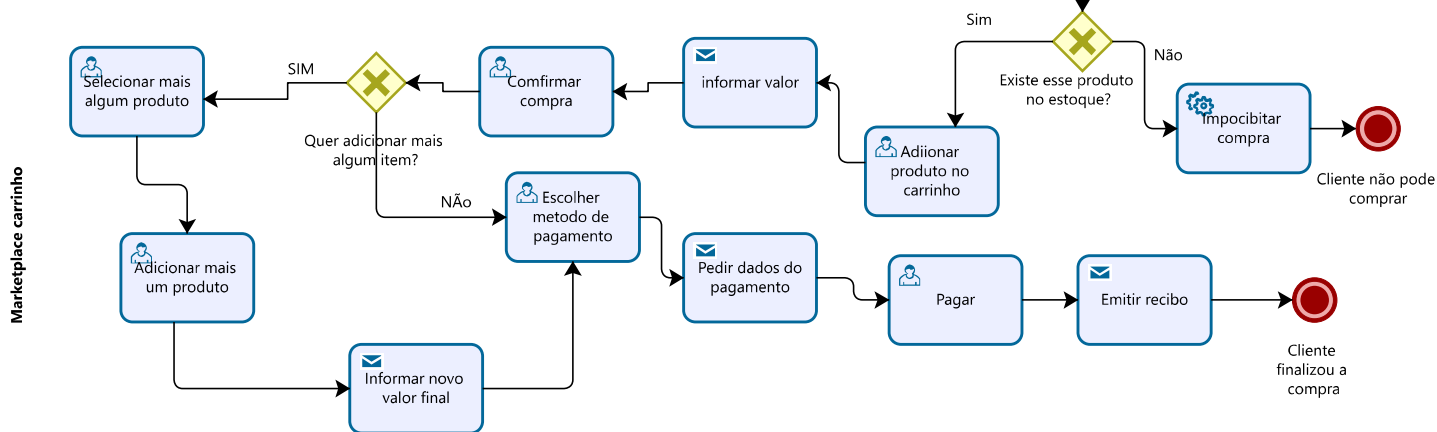 Marketplace carrinho
Sim
Existe esse produto
no estoque?
Não
Impocibitar
compra
Cliente não pode
comprar
Adiionar
produto no
carrinho
informar valor
Comfirmar
compra
Quer adicionar mais
algum item?
SIM
Selecionar mais
algum produto
Adicionar mais
um produto
Informar novo
valor final
NÃo
Escolher
metodo de
pagamento
Pedir dados do
pagamento
Pagar
Emitir recibo
Cliente
finalizou a
compra